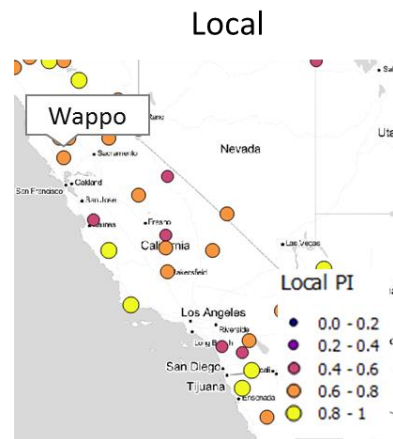 Local
Wappo
Reno
Sacramento
Nevada
Uta
San Francisco
Oakland
San Jose
Fresno
Las Vegas
California
Local PI
0.0 - 0.2
0.2 - 0.4
0.4 - 0.6
0.6 - 0.8
0.8 - 1
Los Angeles
Riverside
Long Beach
San Diego
Tijuana
Ensenada